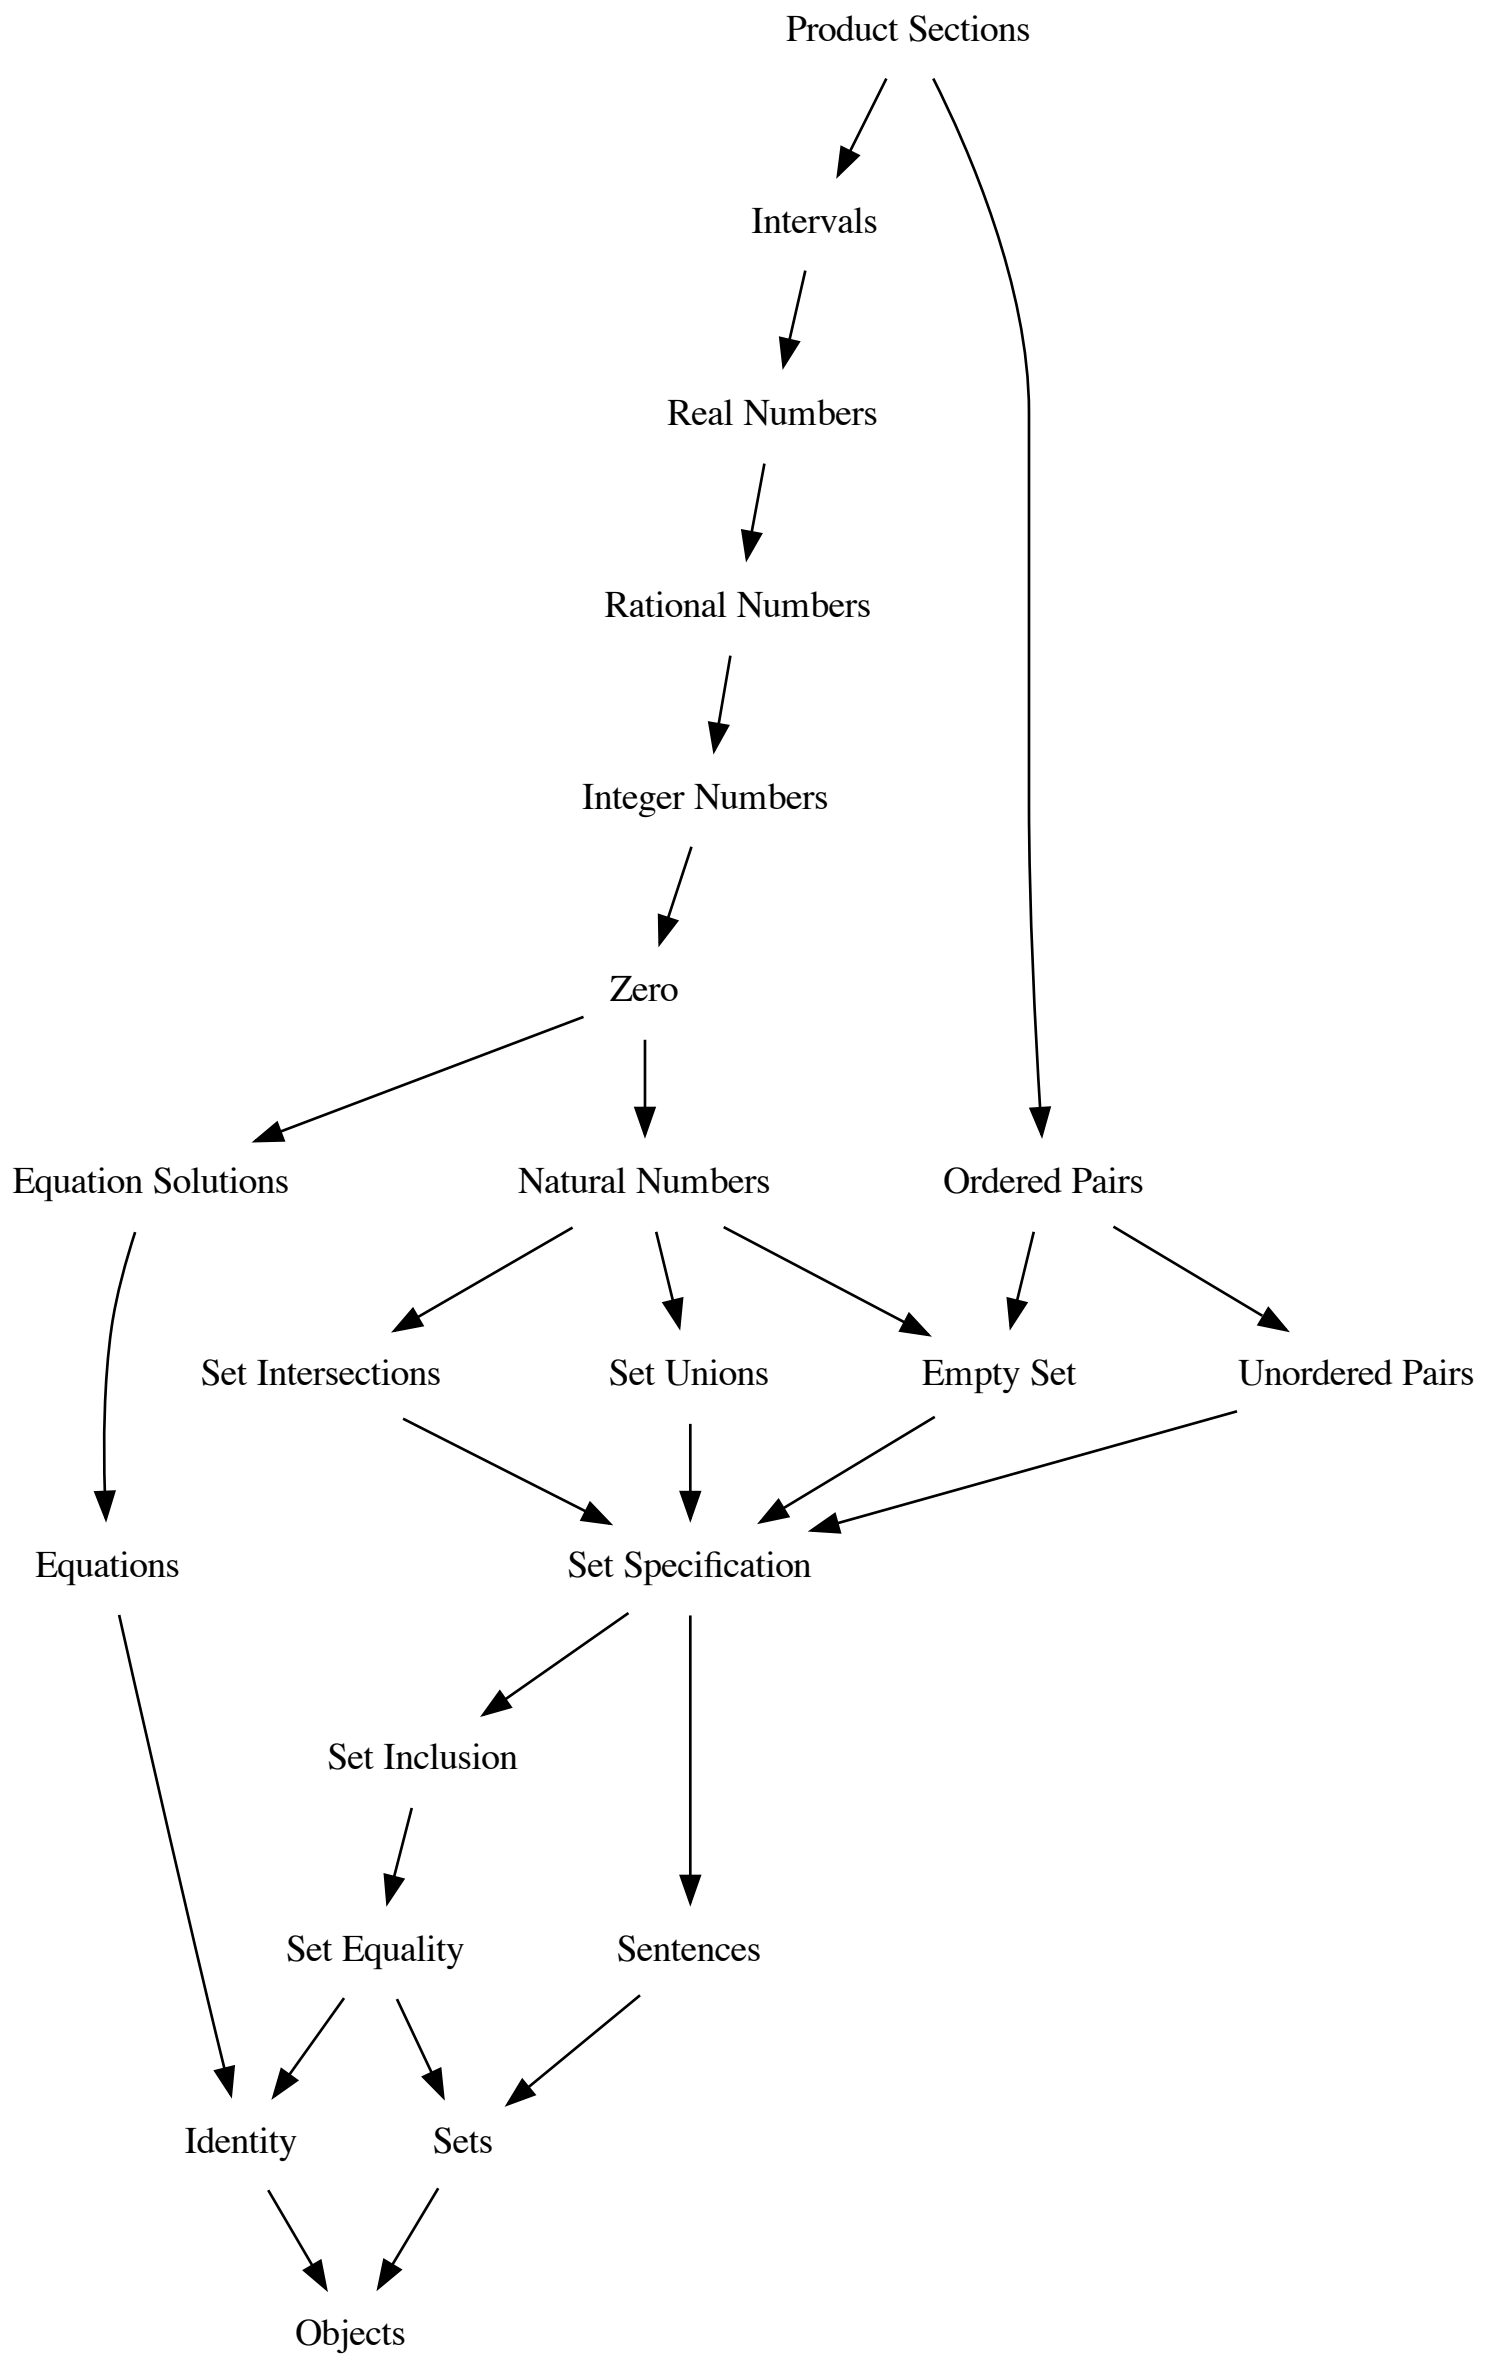 Product Sections
Intervals
Real Numbers
Rational Numbers
Integer Numbers
Zero
Equation Solutions
Natural Numbers
Ordered Pairs
Set Intersections
Set Unions
Empty Set
Unordered Pairs
Equations
Set Specification
Set Inclusion
Set Equality
Sentences
Identity
Sets
Objects